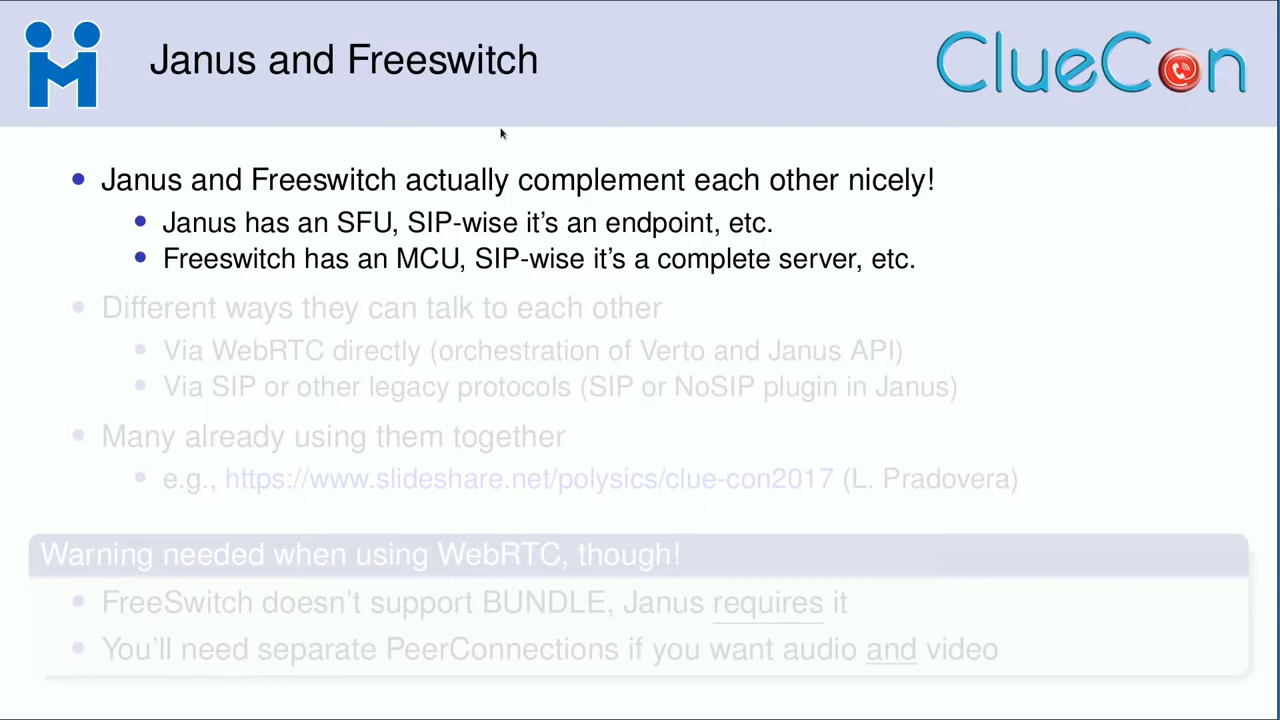 Janus and Freeswitch
ClueCon
Janus and Freeswitch actually complement each other nicely!
Janus has an SFU, SIP-wise it's an endpoint, etc.
Freeswitch has an MCU, SIP-wise it's a complete server, etc.
Different ways they can talk to each other
Via WebRTC directly (orchestration of Verto and Janus API)
Via SIP or other legacy protocols (SIP or NoSIP plugin in Janus)
Many already using them together
e.g., https://www.slideshare.net/polysics/clue-con2017 (L. Pradovera)
Warning needed when using WebRTC, though!
FreeSwitch doesn't support BUNDLE, Janus requires it
You'll need separate PeerConnections if you want audio and video